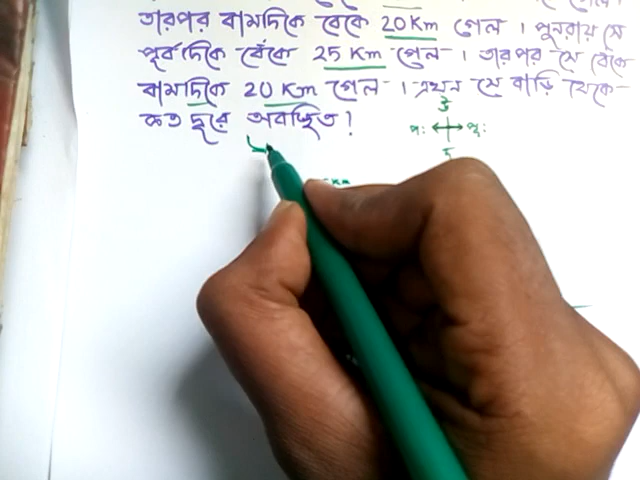 তারপর বামদিকে বেঁকে 20 Km গেল । পুনরায় সে
পূর্বদিকে বেঁকে 25 Km গেল । তারপর সে বেঁকে
বামদিকে 20 Km গেল । এখন সে বাড়ি থেকে
কত দূরে অবস্থিত !
উ
প: পূ:
দ